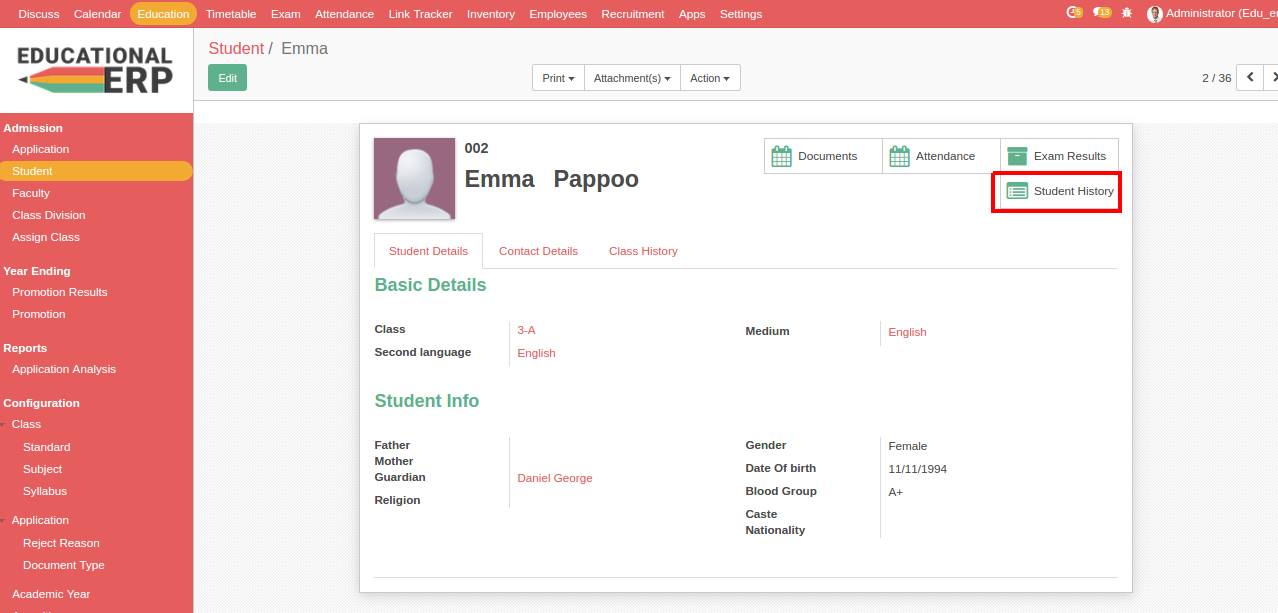 Discuss Calendar Education Timetable Exam Attendance Link Tracker Inventory Employees Recruitment Apps Settings 5 13 Administrator (Edu_er
EDUCATIONAL
ERP
Student / Emma
Edit
Print Attachment(s) Action
2 / 36
Admission
Application
Student
Faculty
Class Division
Assign Class
Year Ending
Promotion Results
Promotion
Reports
Application Analysis
Configuration
Class
Standard
Subject
Syllabus
Application
Reject Reason
Document Type
Academic Year
002
Emma Pappoo
Documents Attendance Exam Results
Student History
Student Details Contact Details Class History
Basic Details
Class 3-A
Second language English
Medium English
Student Info
Father
Mother
Guardian Daniel George
Religion
Gender Female
Date Of birth 11/11/1994
Blood Group A+
Caste
Nationality